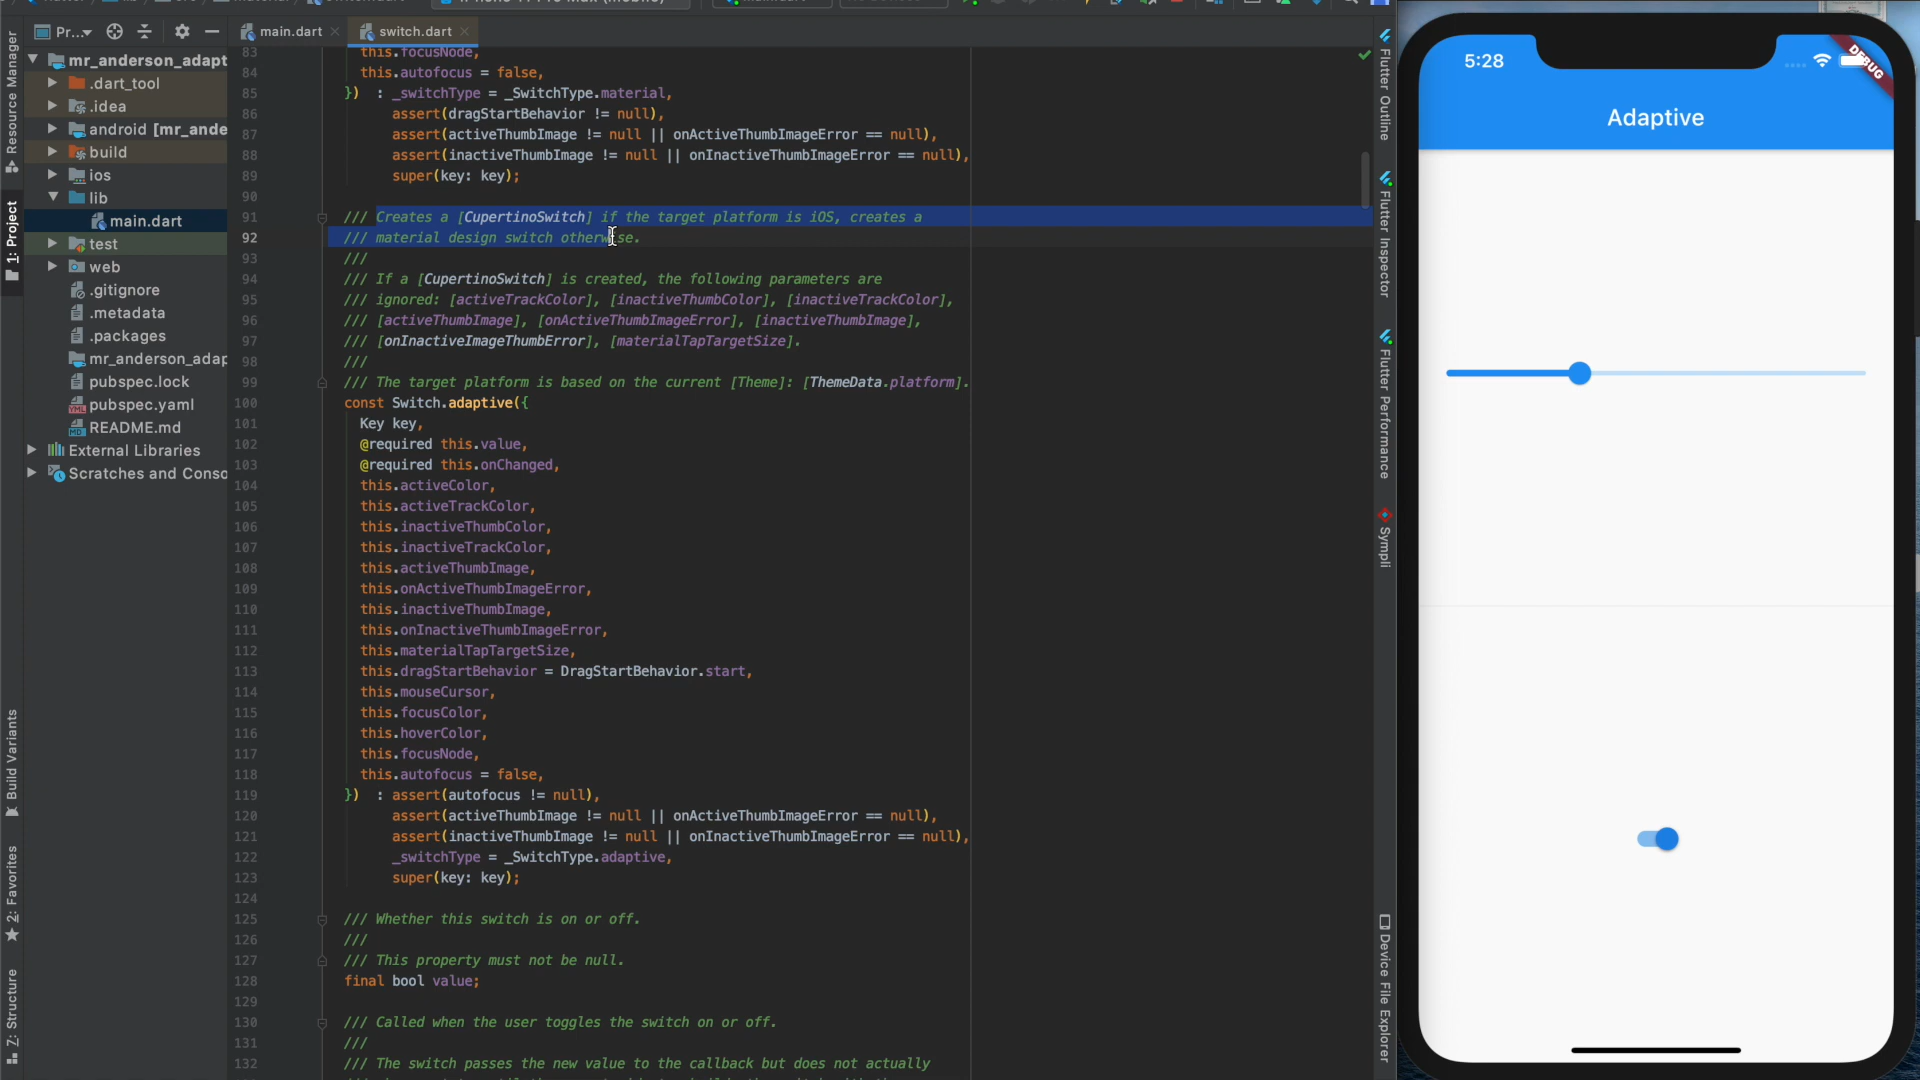 Pr...
main.dart
switch.dart
mr_anderson_adapt
.dart_tool
.idea
android [mr_ande
build
ios
lib
main.dart
test
web
.gitignore
.metadata
.packages
mr_anderson_adap
pubspec.lock
pubspec.yaml
README.md
External Libraries
Scratches and Conso
Resource Manager
1: Project
Build Variants
2: Favorites
Z: Structure
83 this.focusNode,
84 this.autofocus = false,
85 }) : _switchType = _SwitchType.material,
86 assert(dragStartBehavior != null),
87 assert(activeThumbImage != null || onActiveThumbImageError == null),
88 assert(inactiveThumbImage != null || onInactiveThumbImageError == null),
89 super(key: key);
90
91 /// Creates a [CupertinoSwitch] if the target platform is iOS, creates a
92 /// material design switch otherwise.
93 ///
94 /// If a [CupertinoSwitch] is created, the following parameters are
95 /// ignored: [activeTrackColor], [inactiveThumbColor], [inactiveTrackColor],
96 /// [activeThumbImage], [onActiveThumbImageError], [inactiveThumbImage],
97 /// [onInactiveImageThumbError], [materialTapTargetSize].
98 ///
99 /// The target platform is based on the current [Theme]: [ThemeData.platform].
100 const Switch.adaptive({
101 Key key,
102 @required this.value,
103 @required this.onChanged,
104 this.activeColor,
105 this.activeTrackColor,
106 this.inactiveThumbColor,
107 this.inactiveTrackColor,
108 this.activeThumbImage,
109 this.onActiveThumbImageError,
110 this.inactiveThumbImage,
111 this.onInactiveThumbImageError,
112 this.materialTapTargetSize,
113 this.dragStartBehavior = DragStartBehavior.start,
114 this.mouseCursor,
115 this.focusColor,
116 this.hoverColor,
117 this.focusNode,
118 this.autofocus = false,
119 }) : assert(autofocus != null),
120 assert(activeThumbImage != null || onActiveThumbImageError == null),
121 assert(inactiveThumbImage != null || onInactiveThumbImageError == null),
122 _switchType = _SwitchType.adaptive,
123 super(key: key);
124
125 /// Whether this switch is on or off.
126 ///
127 /// This property must not be null.
128 final bool value;
129
130 /// Called when the user toggles the switch on or off.
131 ///
132 /// The switch passes the new value to the callback but does not actually
Flutter Outline
Flutter Inspector
Flutter Performance
Sympli
Device File Explorer
5:28
DEBUG
Adaptive